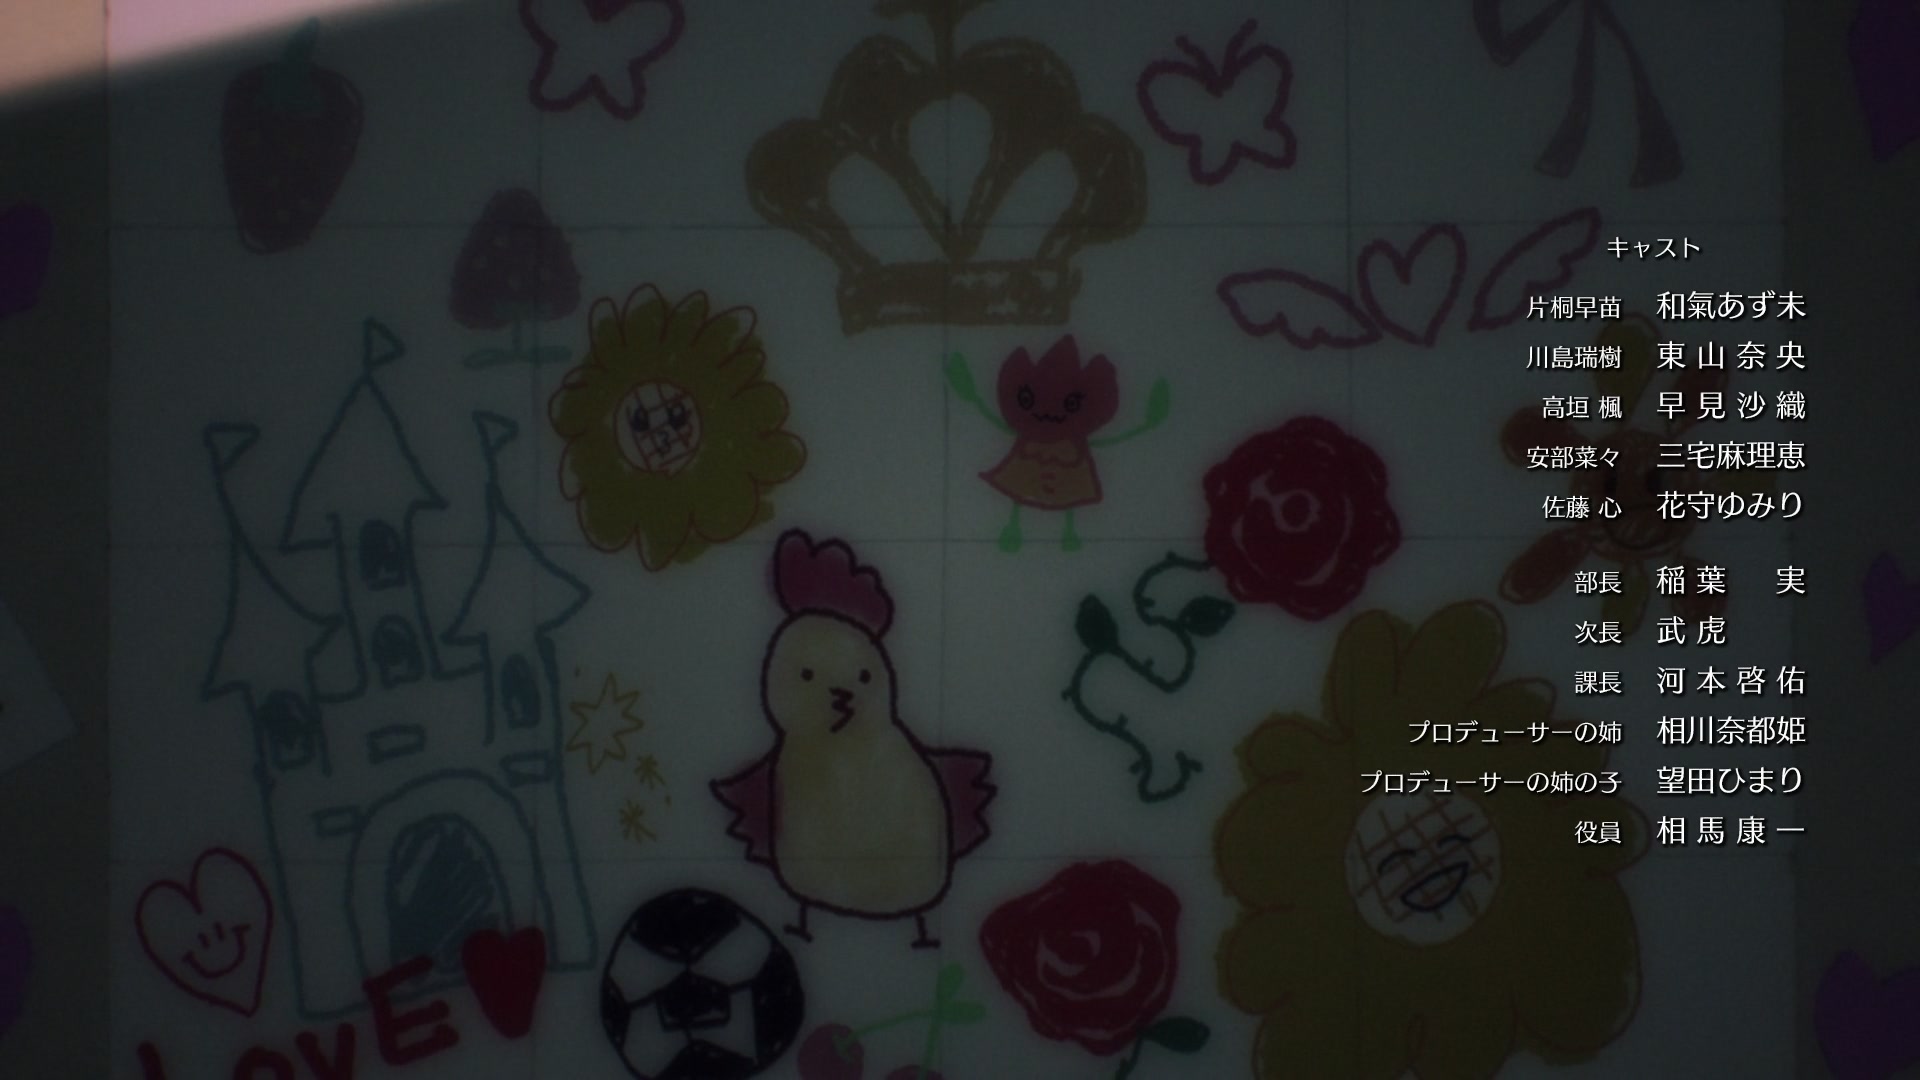 キャスト
片桐早苗 和氣あず未
川島瑞樹 東山奈央
高垣 楓 早見沙織
安部菜々 三宅麻理恵
佐藤 心 花守ゆみり
部長 稲葉 実
次長 武虎
課長 河本啓佑
プロデューサーの姉 相川奈都姫
プロデューサーの姉の子 望田ひまり
役員 相馬康一
LovE